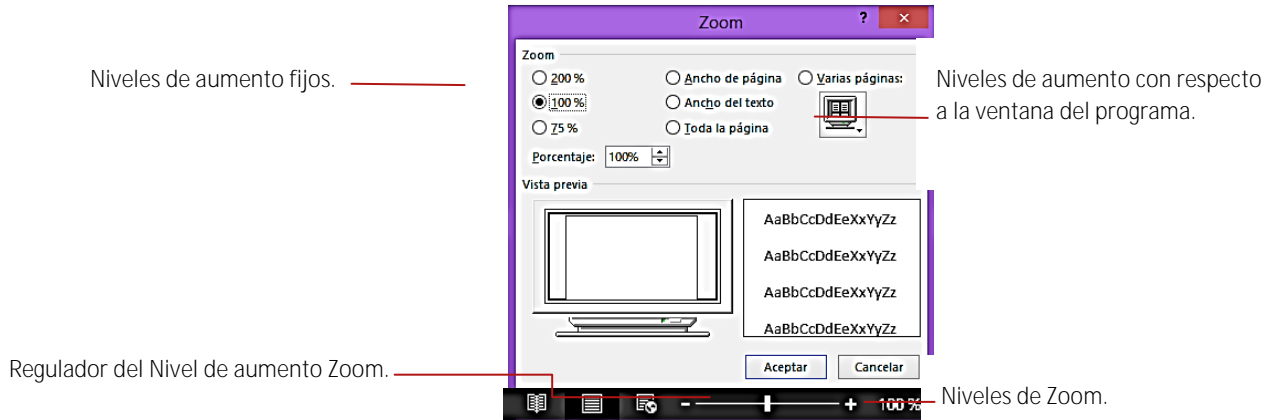 Zoom ? ×
Zoom
200 % Ancho de página Varias páginas:
100 % Ancho del texto
75 % Toda la página
Porcentaje: 100%
Vista previa
AaBbCcDdEeXxYyZz
AaBbCcDdEeXxYyZz
AaBbCcDdEeXxYyZz
AaBbCcDdEeXxYyZz
Aceptar Cancelar
100 %
Niveles de aumento fijos.
Niveles de aumento con respecto
a la ventana del programa.
Regulador del Nivel de aumento Zoom.
Niveles de Zoom.